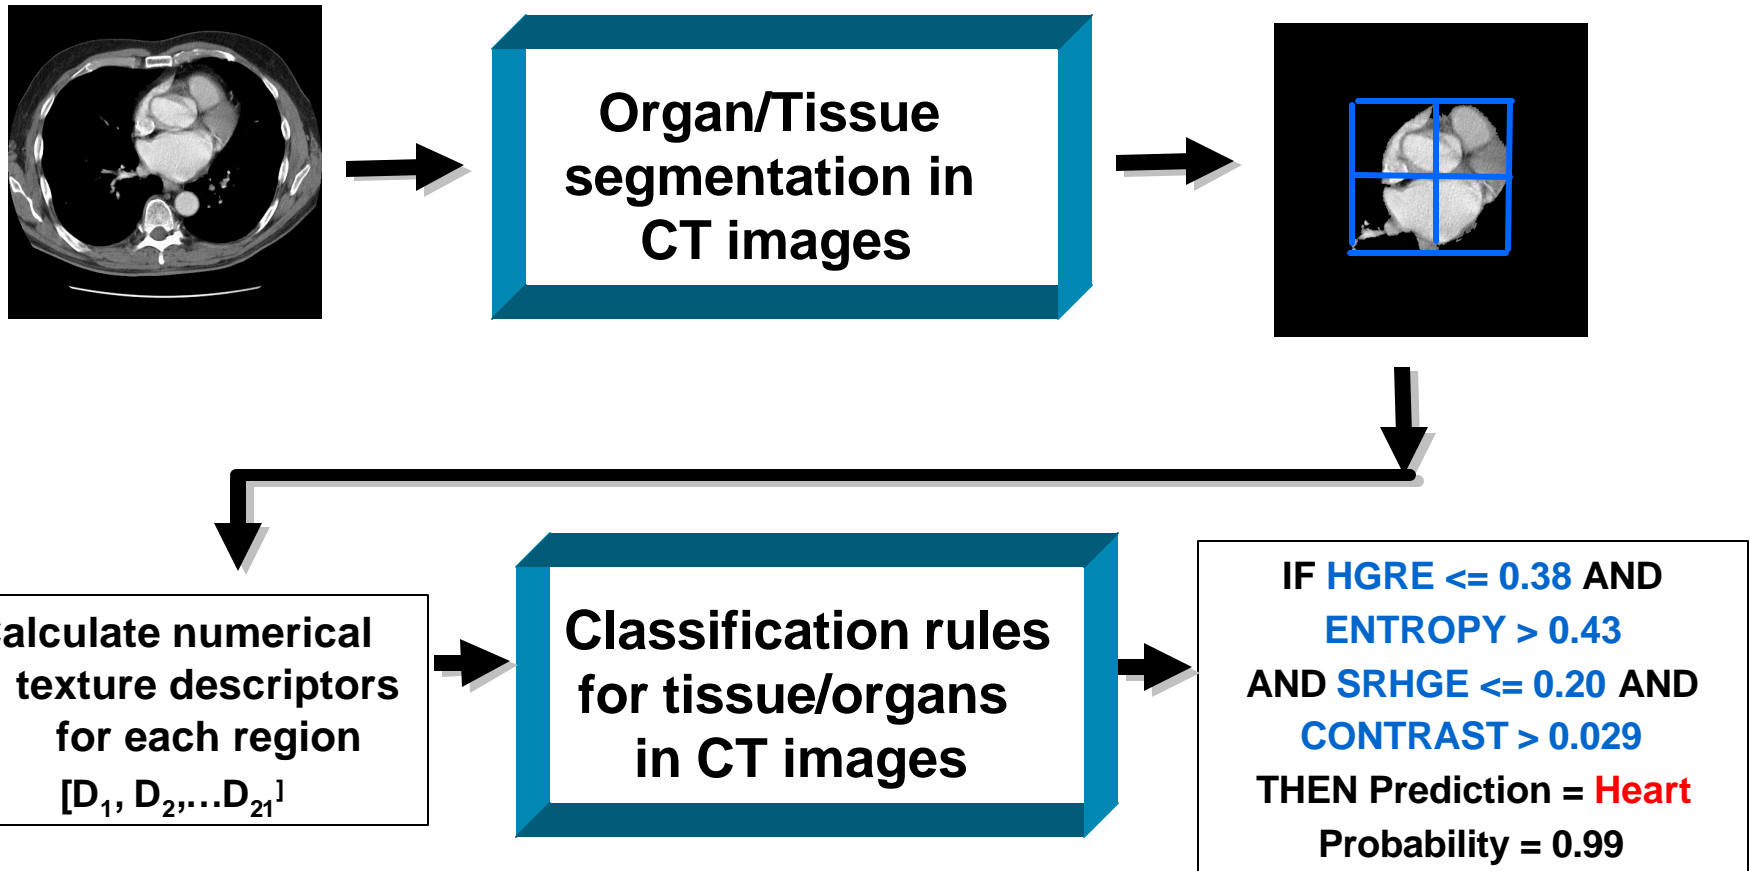 Organ/Tissue
segmentation in
CT images
Calculate numerical
texture descriptors
for each region
[D₁, D₂,…D₂₁]
Classification rules
for tissue/organs
in CT images
IF HGRE <= 0.38 AND
ENTROPY > 0.43
AND SRHGE <= 0.20 AND
CONTRAST > 0.029
THEN Prediction = Heart
Probability = 0.99